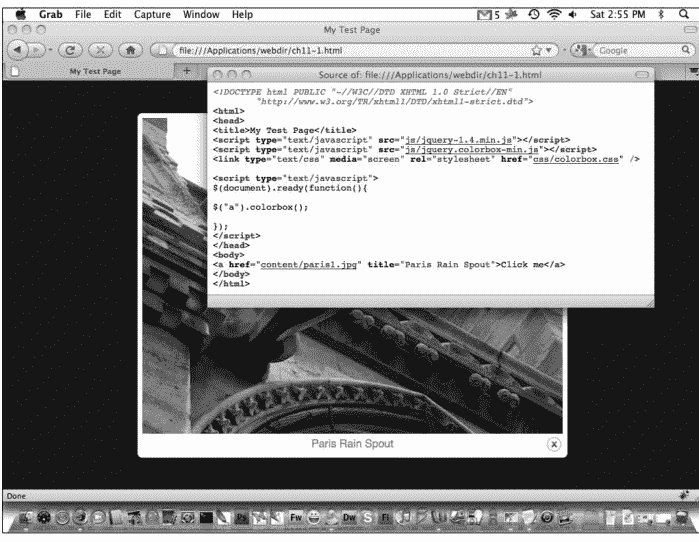 Grab File Edit Capture Window Help
5 Sat 2:55 PM
My Test Page
file:///Applications/webdir/ch11-1.html
Google
My Test Page
Source of: file:///Applications/webdir/ch11-1.html
<!DOCTYPE html PUBLIC "-//W3C//DTD XHTML 1.0 Strict//EN"
"http://www.w3.org/TR/xhtml1/DTD/xhtml1-strict.dtd">
<html>
<head>
<title>My Test Page</title>
<script type="text/javascript" src="js/jquery-1.4.min.js"></script>
<script type="text/javascript" src="js/jquery.colorbox-min.js"></script>
<link type="text/css" media="screen" rel="stylesheet" href="css/colorbox.css" />
<script type="text/javascript">
$(document).ready(function(){
$("a").colorbox();
});
</script>
</head>
<body>
<a href="content/paris1.jpg" title="Paris Rain Spout">Click me</a>
</body>
</html>
Paris Rain Spout
x
Done
Ps Fw Dw S Fl